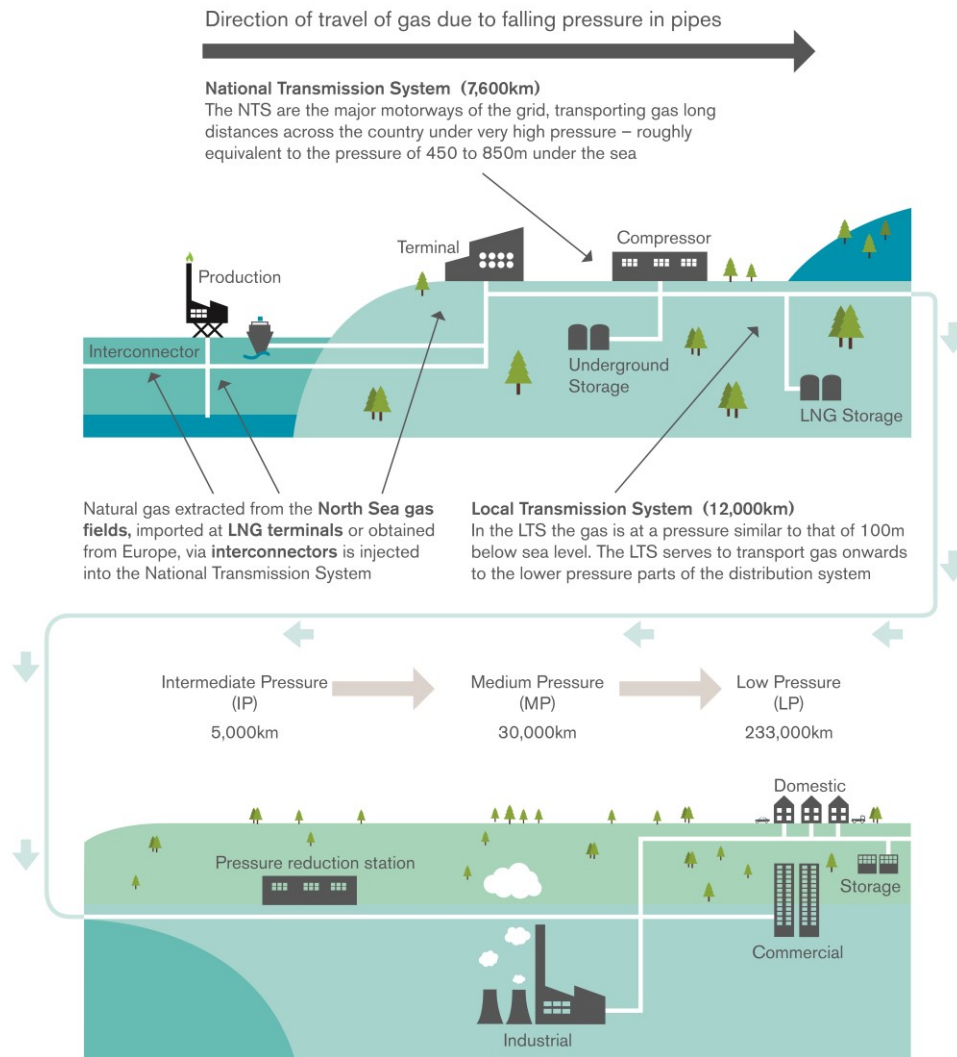 Direction of travel of gas due to falling pressure in pipes
National Transmission System (7,600km)
The NTS are the major motorways of the grid, transporting gas long
distances across the country under very high pressure – roughly
equivalent to the pressure of 450 to 850m under the sea
Terminal
Compressor
Production
Interconnector
Underground
Storage
LNG Storage
Natural gas extracted from the North Sea gas
fields, imported at LNG terminals or obtained
from Europe, via interconnectors is injected
into the National Transmission System
Local Transmission System (12,000km)
In the LTS the gas is at a pressure similar to that of 100m
below sea level. The LTS serves to transport gas onwards
to the lower pressure parts of the distribution system
Intermediate Pressure
(IP)
5,000km
Medium Pressure
(MP)
30,000km
Low Pressure
(LP)
233,000km
Domestic
Pressure reduction station
Storage
Commercial
Industrial